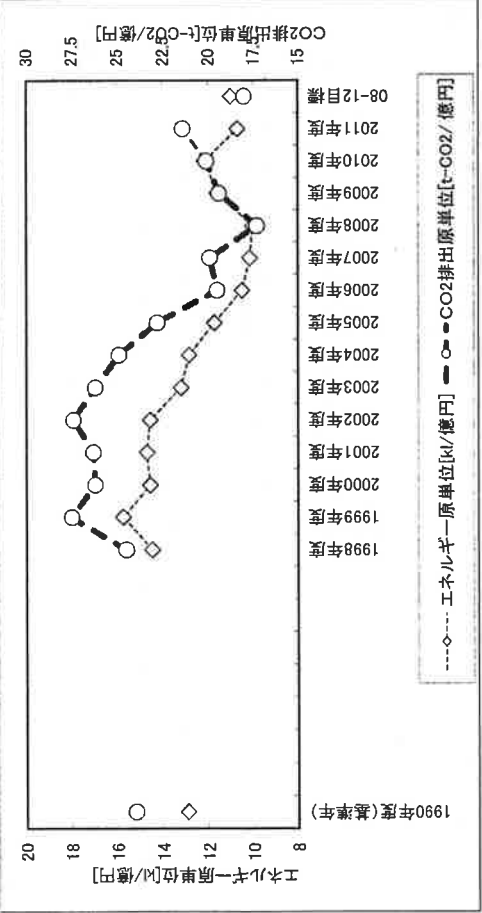 CO2排出原単位[t-CO2/億円]
30
27.5
25
22.5
20
17.5
15
08-12目標
2011年度
2010年度
2009年度
2008年度
2007年度
2006年度
2005年度
2004年度
2003年度
2002年度
2001年度
2000年度
1999年度
1998年度
1990年度(基準年)
20
18
16
14
12
10
8
エネルギー原単位[kl/億円]
エネルギー原単位[kl/億円] CO2排出原単位[t-CO2/億円]